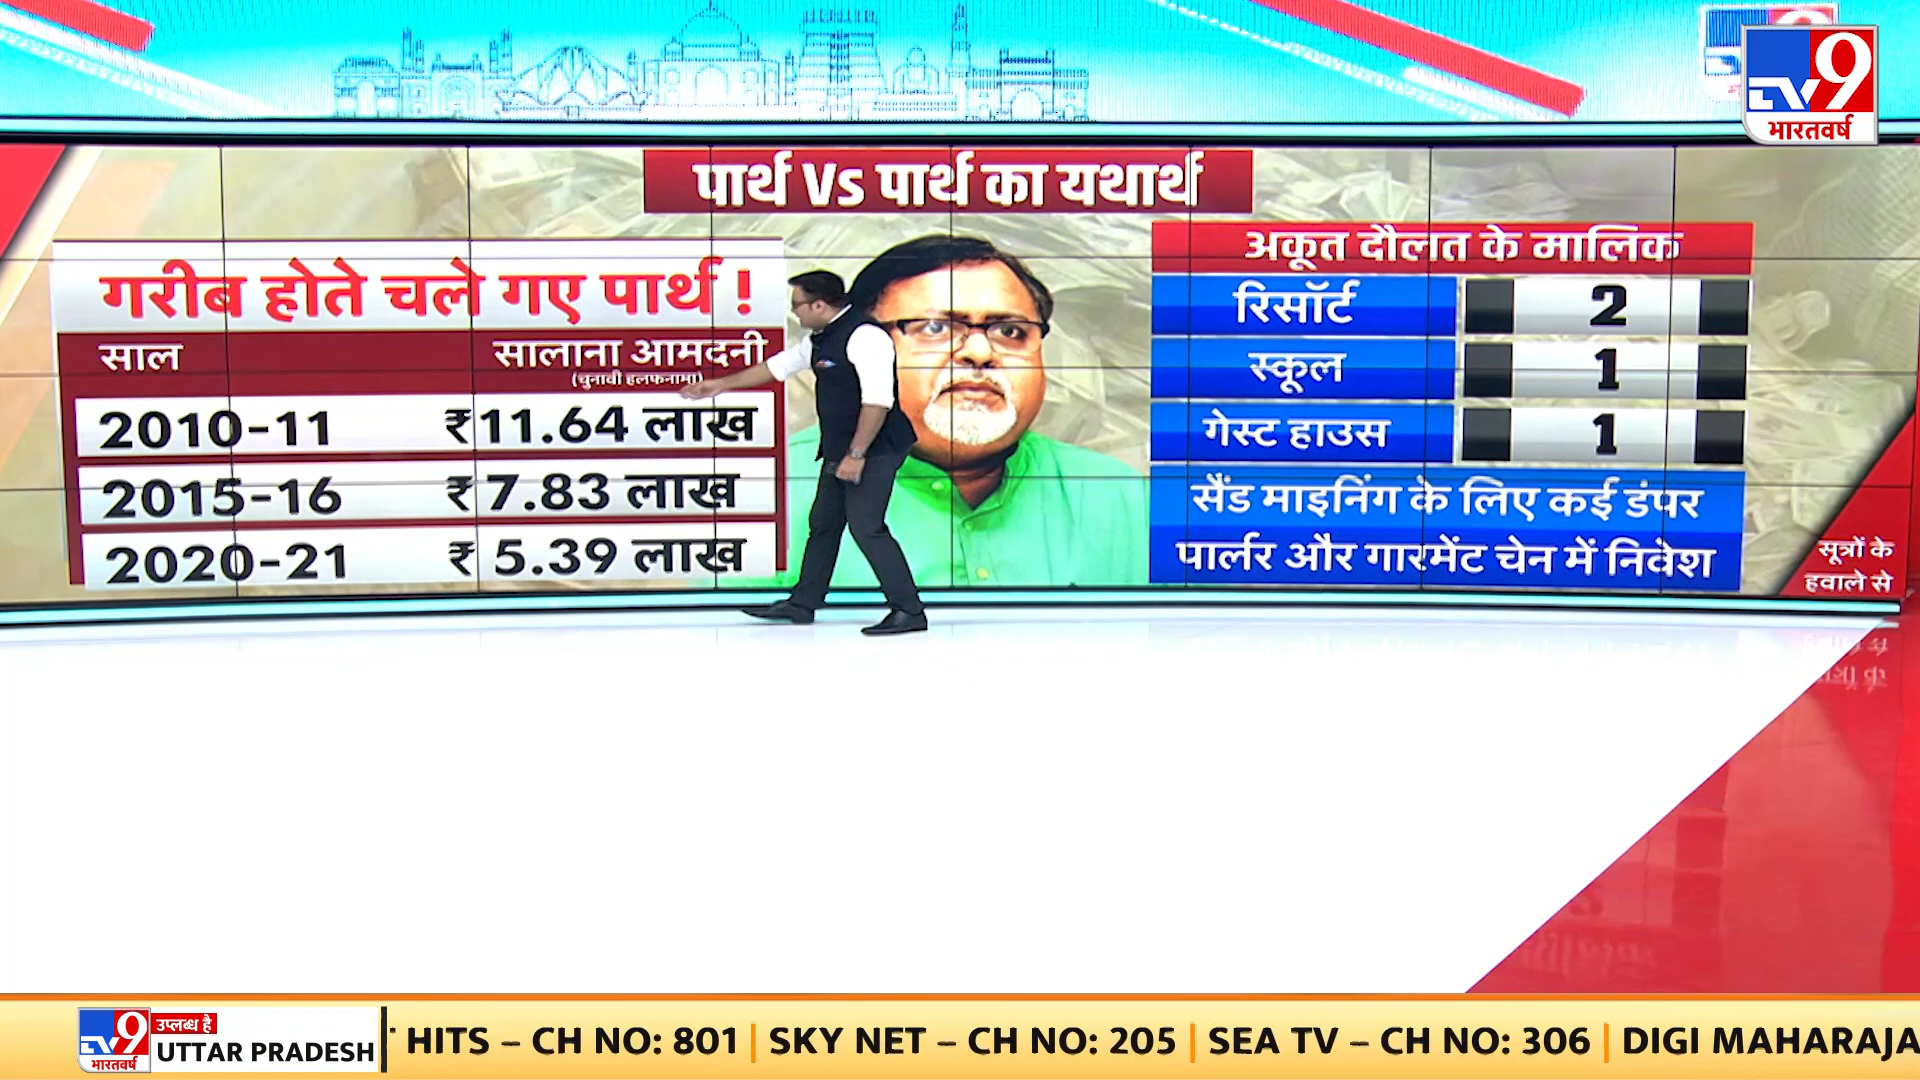 TV9
भारतवर्ष
पार्थ Vs पार्थ का यथार्थ
गरीब होते चले गए पार्थ !
साल सालाना आमदनी
(चुनावी हलफनामा)
2010-11 ₹11.64 लाख
2015-16 ₹7.83 लाख
2020-21 ₹5.39 लाख
अकूत दौलत के मालिक
रिसॉर्ट 2
स्कूल 1
गेस्ट हाउस 1
सैंड माइनिंग के लिए कई डंपर
पार्लर और गारमेंट चेन में निवेश
सूत्रों के
हवाले से
TV9
भारतवर्ष
उपलब्ध है
UTTAR PRADESH
HITS – CH NO: 801 | SKY NET – CH NO: 205 | SEA TV – CH NO: 306 | DIGI MAHARAJA